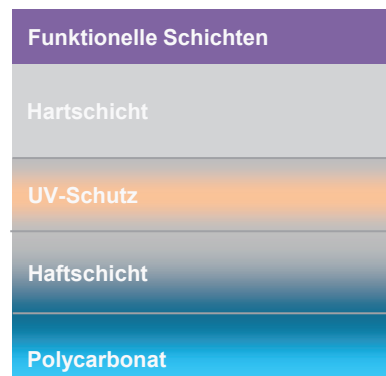 Funktionelle Schichten
Hartschicht
UV-Schutz
Haftschicht
Polycarbonat